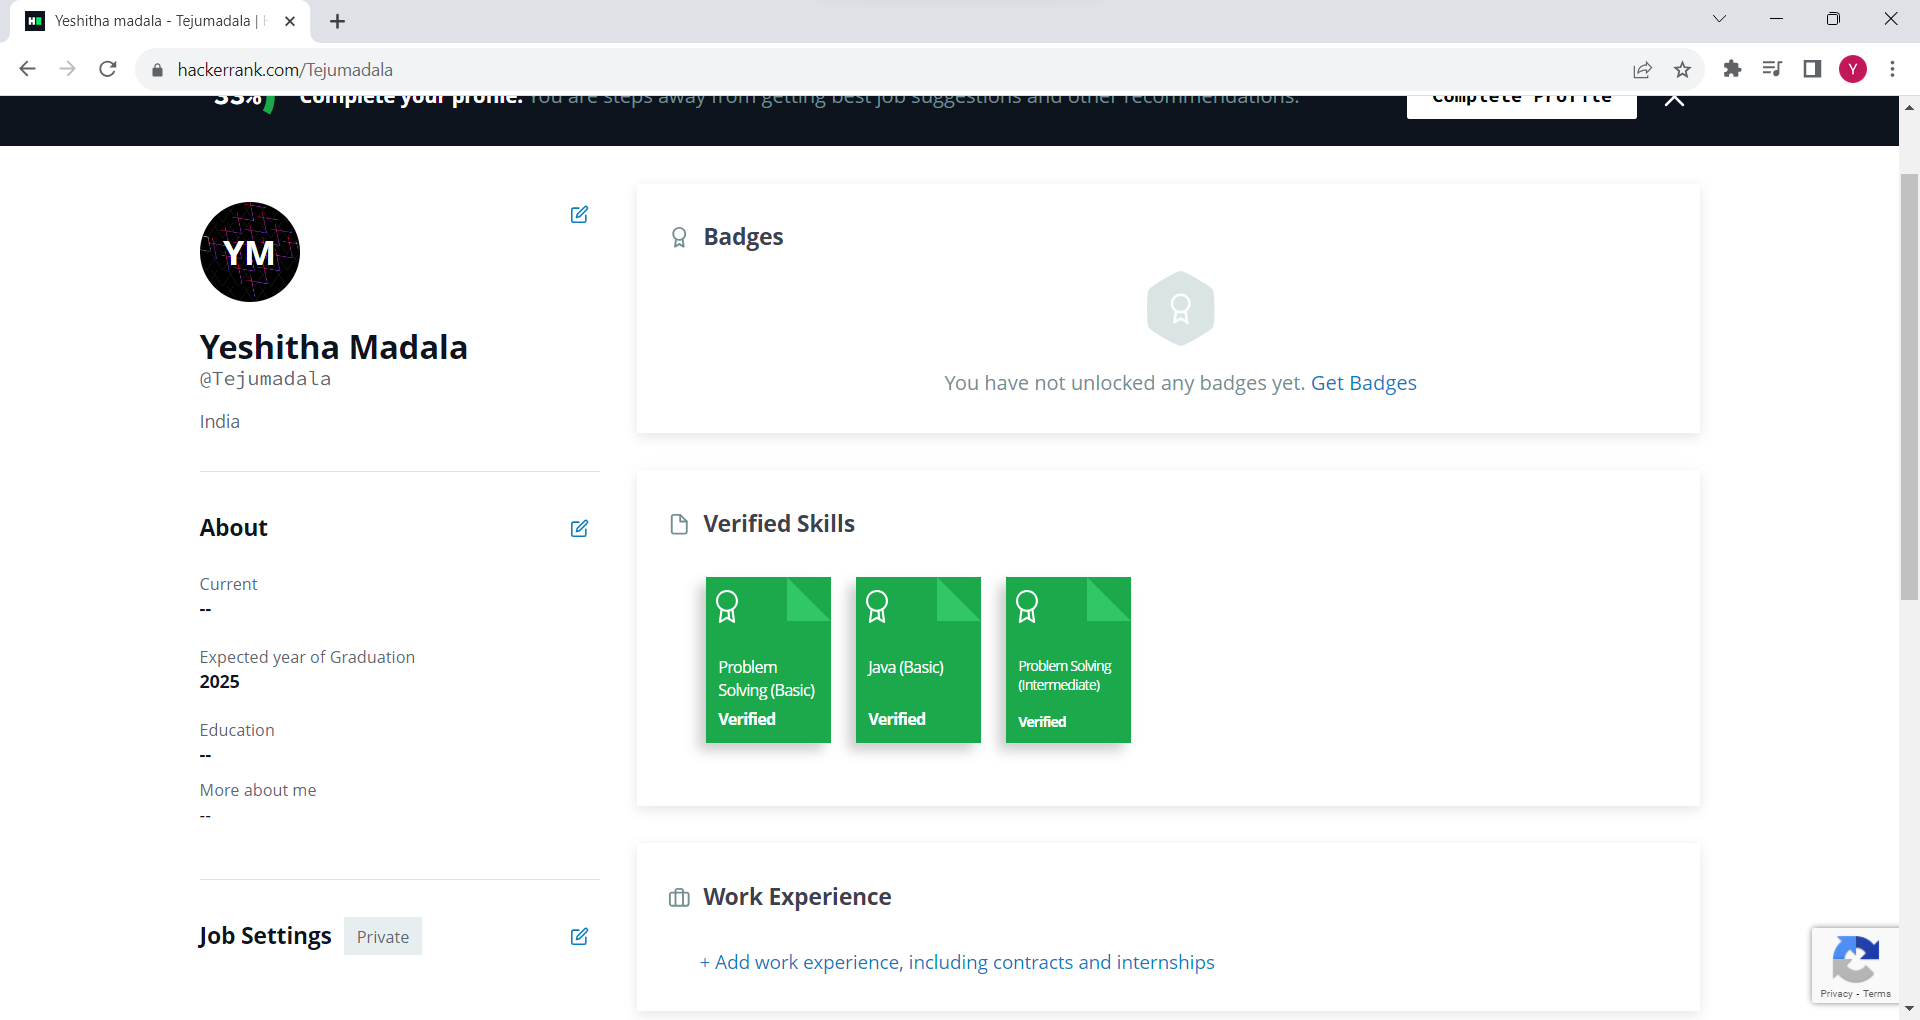 Yeshitha madala - Tejumadala |
hackerrank.com/Tejumadala
Y
33% Complete your profile. You are steps away from getting best job suggestions and other recommendations. Complete Profile
YM
Yeshitha Madala
@Tejumadala
India
About
Current
--
Expected year of Graduation
2025
Education
--
More about me
--
Job Settings Private
Badges
You have not unlocked any badges yet. Get Badges
Verified Skills
Problem
Solving (Basic)
Verified
Java (Basic)
Verified
Problem Solving
(Intermediate)
Verified
Work Experience
+ Add work experience, including contracts and internships
Privacy - Terms